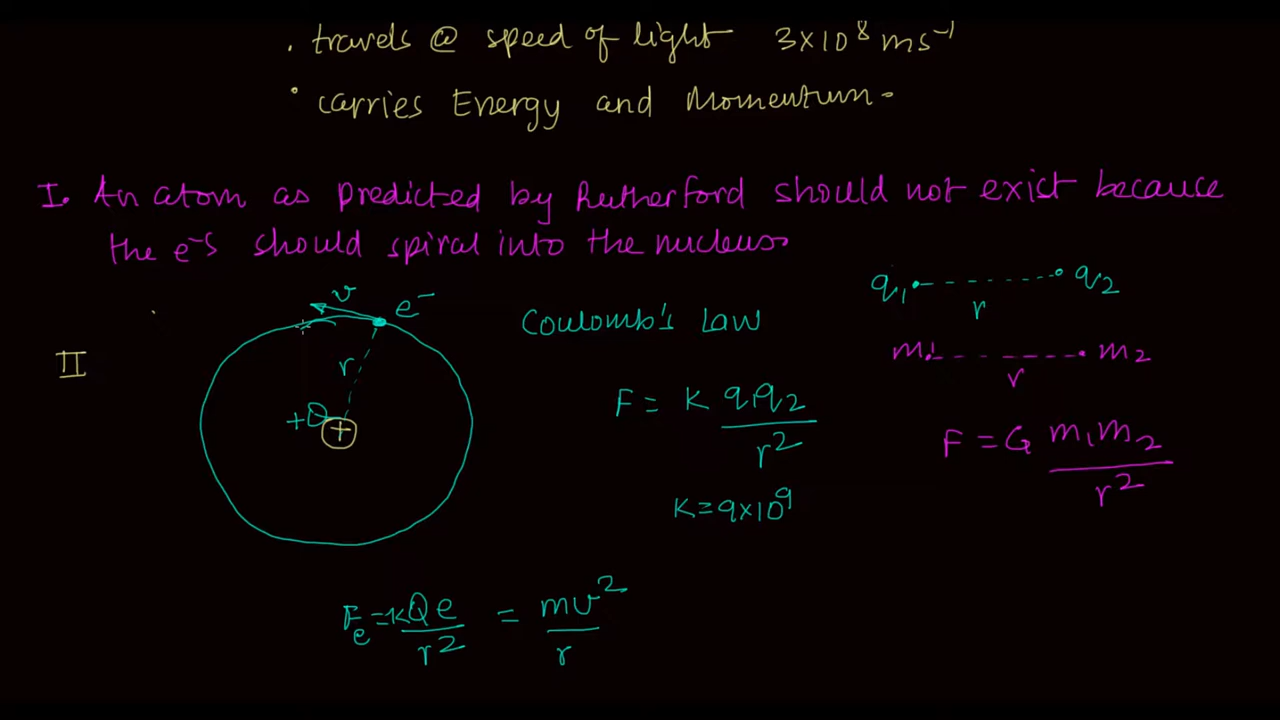 . travels @ speed of light 3×10⁸ ms⁻¹
• carries Energy and Momentum.
I. An atom as predicted by Rutherford should not exict because
the e⁻s should spiral into the nucleus
q₁ q₂
r
v e⁻
Coulomb's Law
m₁ m₂
r
II
r
+Q
+
F = K q₁q₂ / r²
F = G m₁m₂ / r²
K = 9×10⁹
Fe = KQe / r² = mv² / r